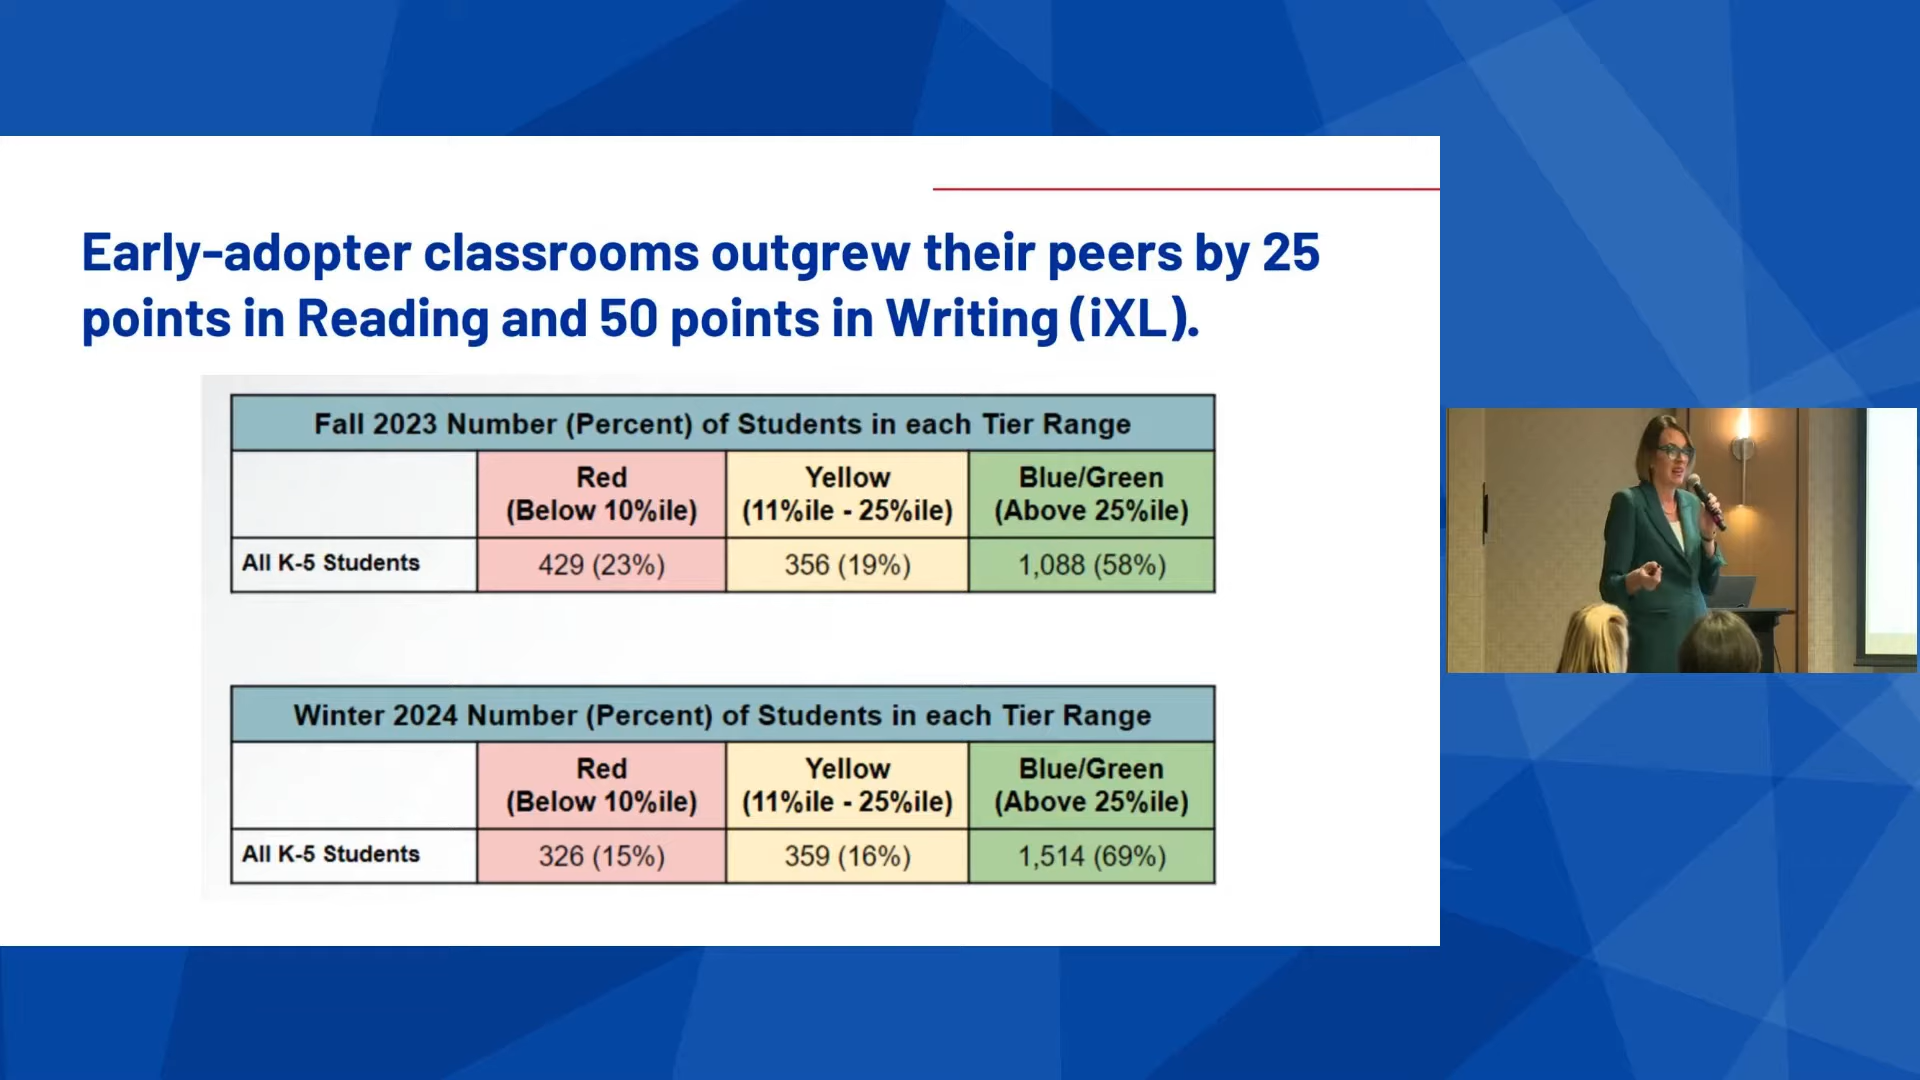 Early-adopter classrooms outgrew their peers by 25
points in Reading and 50 points in Writing (iXL).
Fall 2023 Number (Percent) of Students in each Tier Range
Red
(Below 10%ile)
Yellow
(11%ile - 25%ile)
Blue/Green
(Above 25%ile)
All K-5 Students
429 (23%)
356 (19%)
1,088 (58%)
Winter 2024 Number (Percent) of Students in each Tier Range
Red
(Below 10%ile)
Yellow
(11%ile - 25%ile)
Blue/Green
(Above 25%ile)
All K-5 Students
326 (15%)
359 (16%)
1,514 (69%)